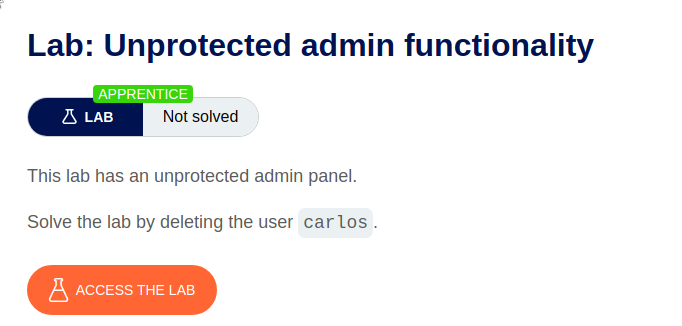 Lab: Unprotected admin functionality
APPRENTICE
LAB Not solved
This lab has an unprotected admin panel.
Solve the lab by deleting the user carlos.
ACCESS THE LAB